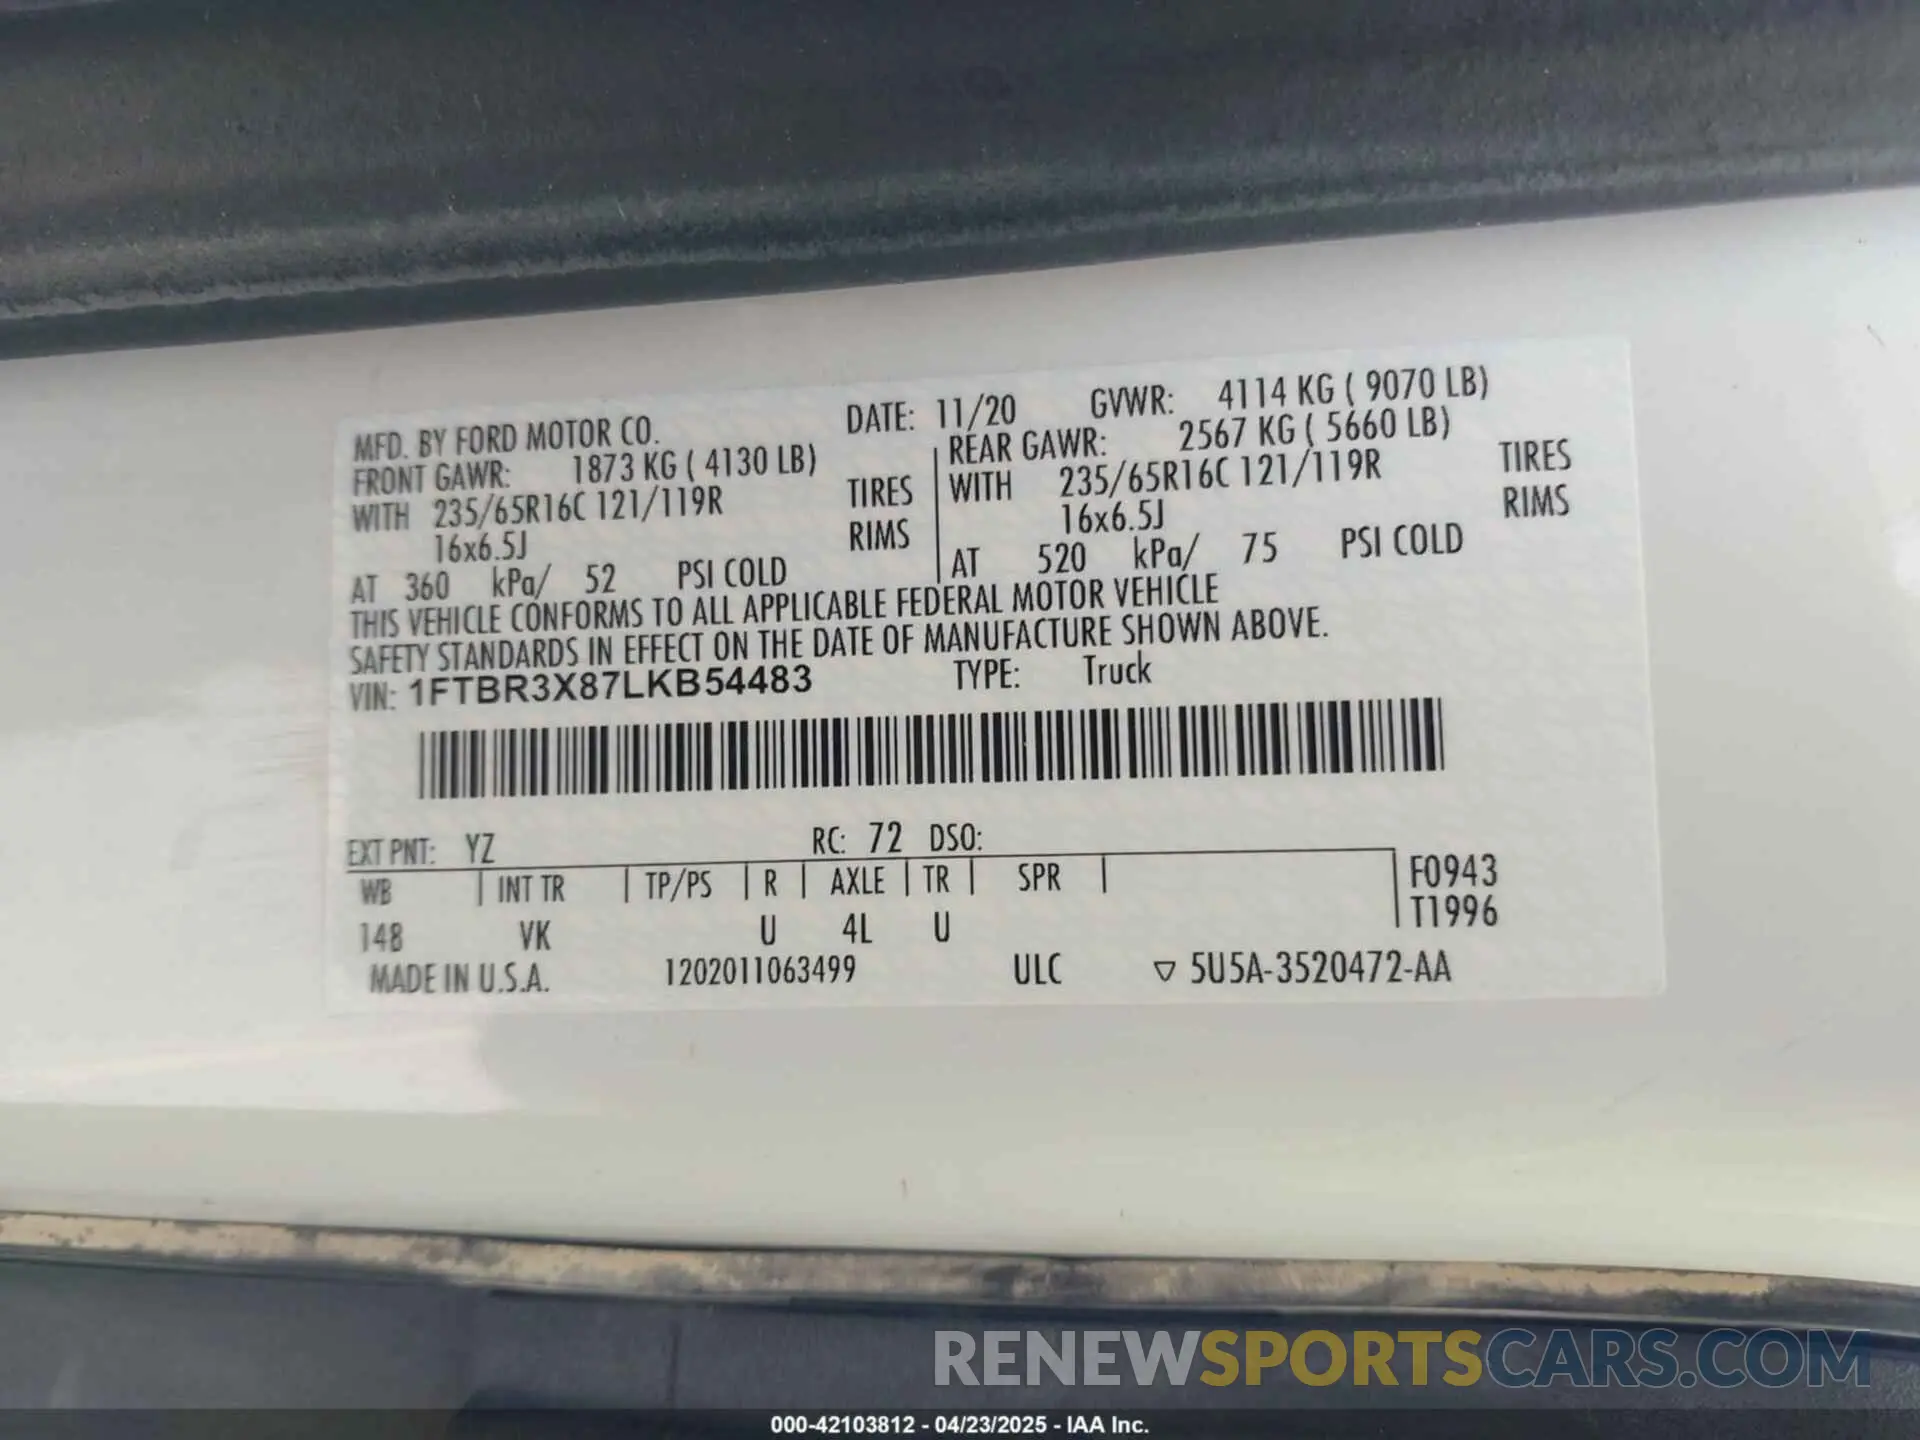 MFD. BY FORD MOTOR CO. DATE: 11/20 GVWR: 4114 KG ( 9070 LB)
FRONT GAWR: 1873 KG ( 4130 LB) REAR GAWR: 2567 KG ( 5660 LB)
WITH 235/65R16C 121/119R TIRES WITH 235/65R16C 121/119R TIRES
16x6.5J RIMS 16x6.5J RIMS
AT 360 kPa/ 52 PSI COLD AT 520 kPa/ 75 PSI COLD
THIS VEHICLE CONFORMS TO ALL APPLICABLE FEDERAL MOTOR VEHICLE
SAFETY STANDARDS IN EFFECT ON THE DATE OF MANUFACTURE SHOWN ABOVE.
VIN: 1FTBR3X87LKB54483 TYPE: Truck
EXT PNT: YZ RC: 72 DSO:
WB INT TR TP/PS R AXLE TR SPR F0943
148 VK U 4L U T1996
MADE IN U.S.A. 1202011063499 ULC ▽ 5U5A-3520472-AA
RENEWSPORTSCARS.COM
000-42103812 - 04/23/2025 - IAA Inc.